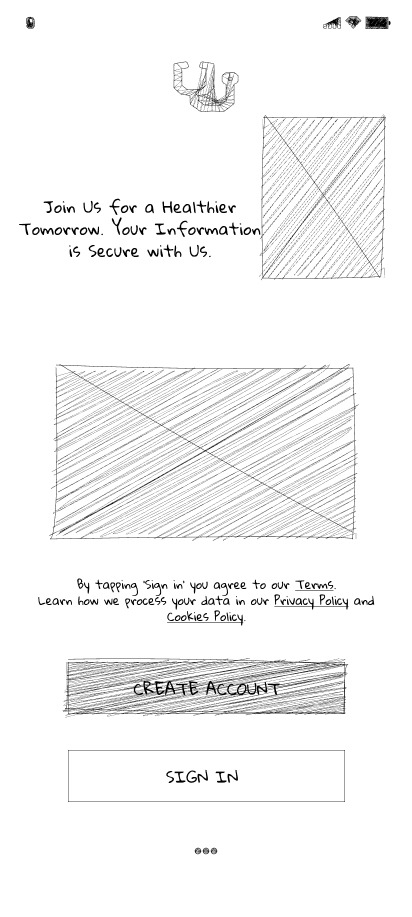 Join Us for a Healthier
Tomorrow. Your Information
is Secure with Us.
By tapping 'Sign in' you agree to our Terms.
Learn how we process your data in our Privacy Policy and
Cookies Policy.
CREATE ACCOUNT
SIGN IN